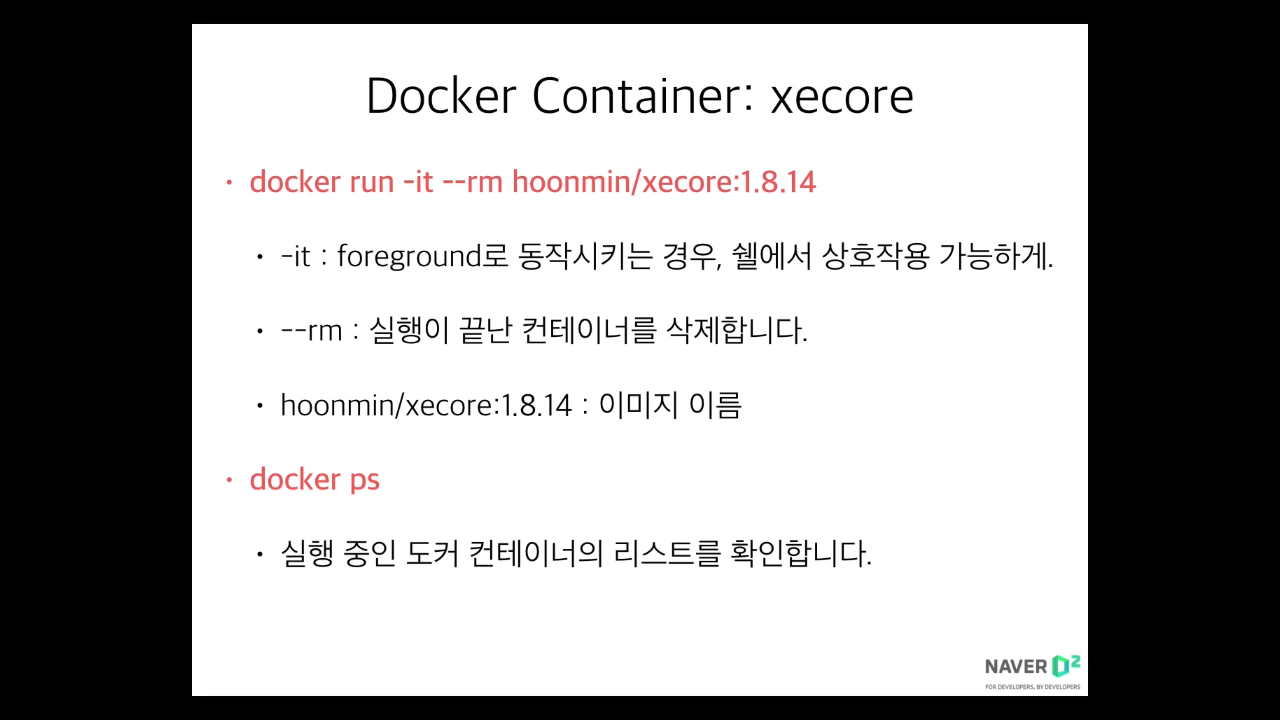 Docker Container: xecore
• docker run -it --rm hoonmin/xecore:1.8.14
• -it : foreground로 동작시키는 경우, 쉘에서 상호작용 가능하게.
• --rm : 실행이 끝난 컨테이너를 삭제합니다.
• hoonmin/xecore:1.8.14 : 이미지 이름
• docker ps
• 실행 중인 도커 컨테이너의 리스트를 확인합니다.
NAVER D2
FOR DEVELOPERS, BY DEVELOPERS